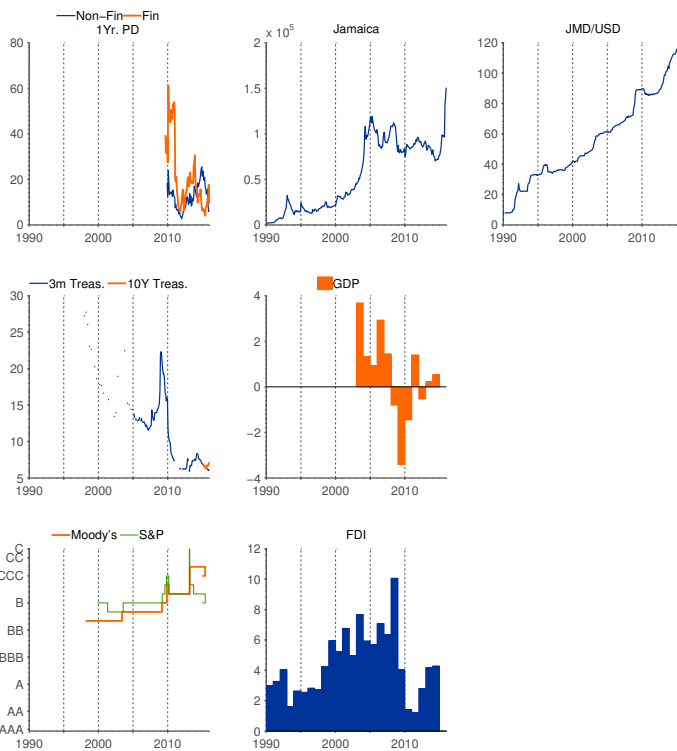 Non-Fin Fin
1Yr. PD
80
60
40
20
0
1990 2000 2010
x 10^5
Jamaica
2
1.5
1
0.5
0
1990 2000 2010
JMD/USD
120
100
80
60
40
20
0
1990 2000 2010
3m Treas. 10Y Treas.
30
25
20
15
10
5
1990 2000 2010
GDP
4
2
0
−2
−4
1990 2000 2010
Moody's S&P
C
CC
CCC
B
BB
BBB
A
AA
AAA
1990 2000 2010
FDI
12
10
8
6
4
2
0
1990 2000 2010